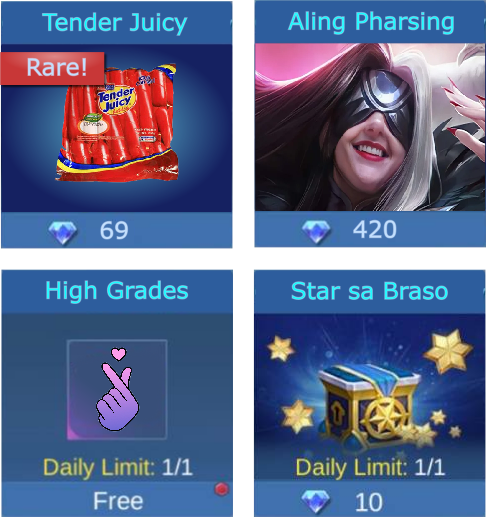 Tender Juicy
Rare!
Tender
Juicy
69
Aling Pharsing
420
High Grades
Daily Limit: 1/1
Free
Star sa Braso
Daily Limit: 1/1
10